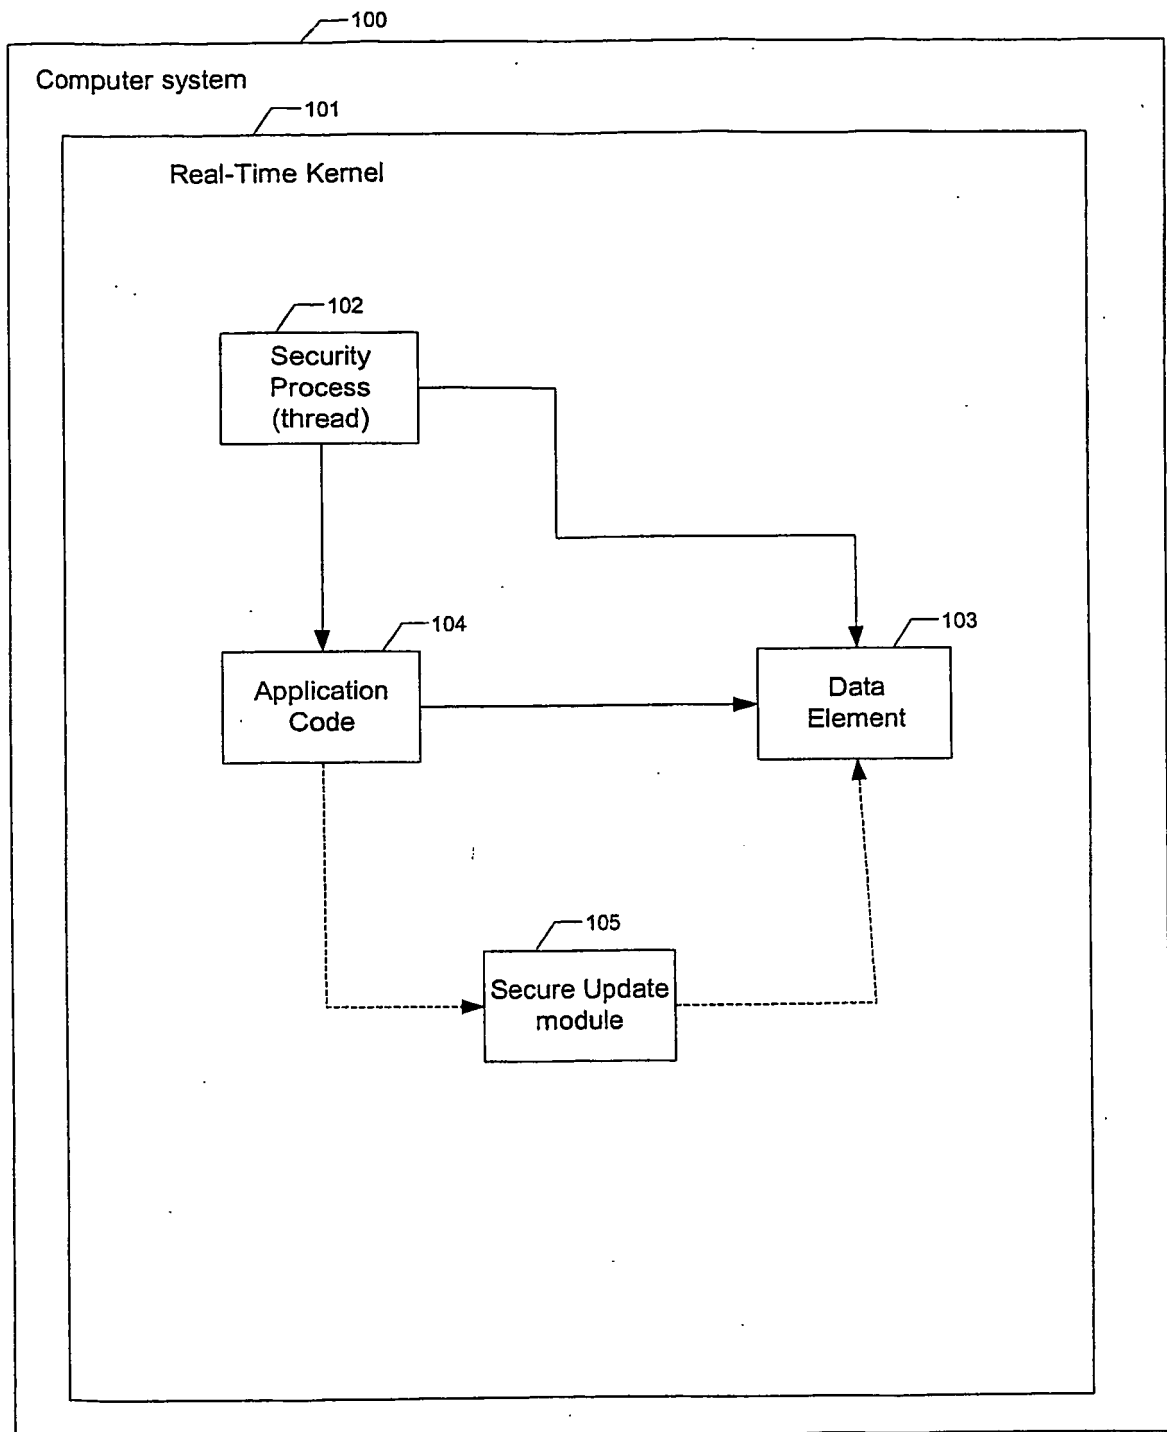 100
Computer system
101
Real-Time Kernel
102
Security
Process
(thread)
104
Application
Code
103
Data
Element
105
Secure Update
module